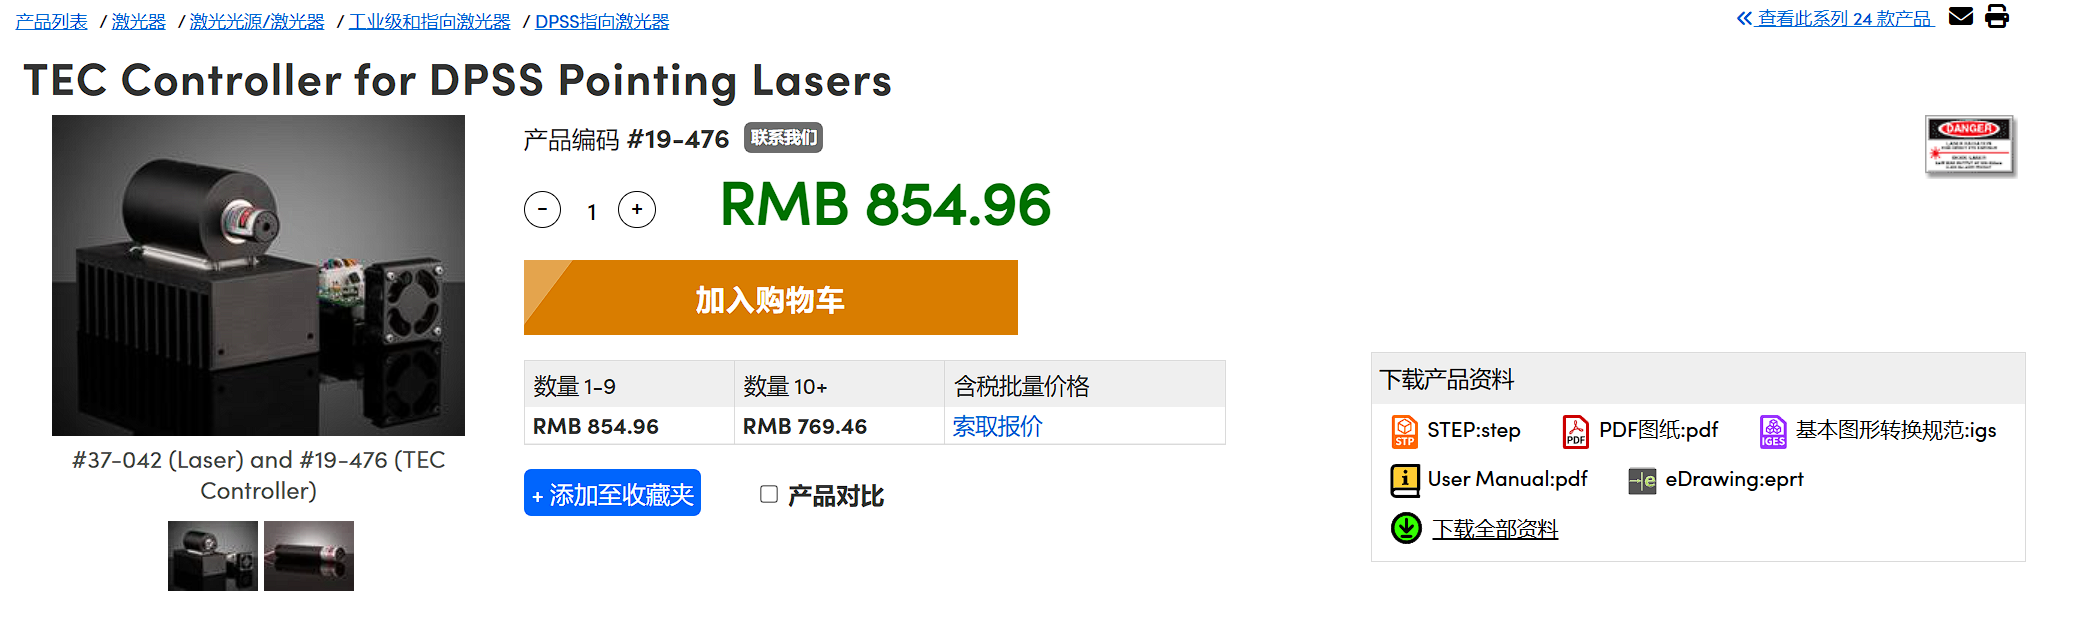 产品列表 / 激光器 / 激光光源/激光器 / 工业级和指向激光器 / DPSS指向激光器
查看此系列 24 款产品
TEC Controller for DPSS Pointing Lasers
产品编码 #19-476 联系我们
DANGER
- 1 + RMB 854.96
加入购物车
数量 1-9 数量 10+ 含税批量价格
RMB 854.96 RMB 769.46 索取报价
+ 添加至收藏夹 产品对比
#37-042 (Laser) and #19-476 (TEC
Controller)
下载产品资料
STP STEP:step PDF PDF图纸:pdf IGES 基本图形转换规范:igs
i User Manual:pdf e eDrawing:eprt
下载全部资料